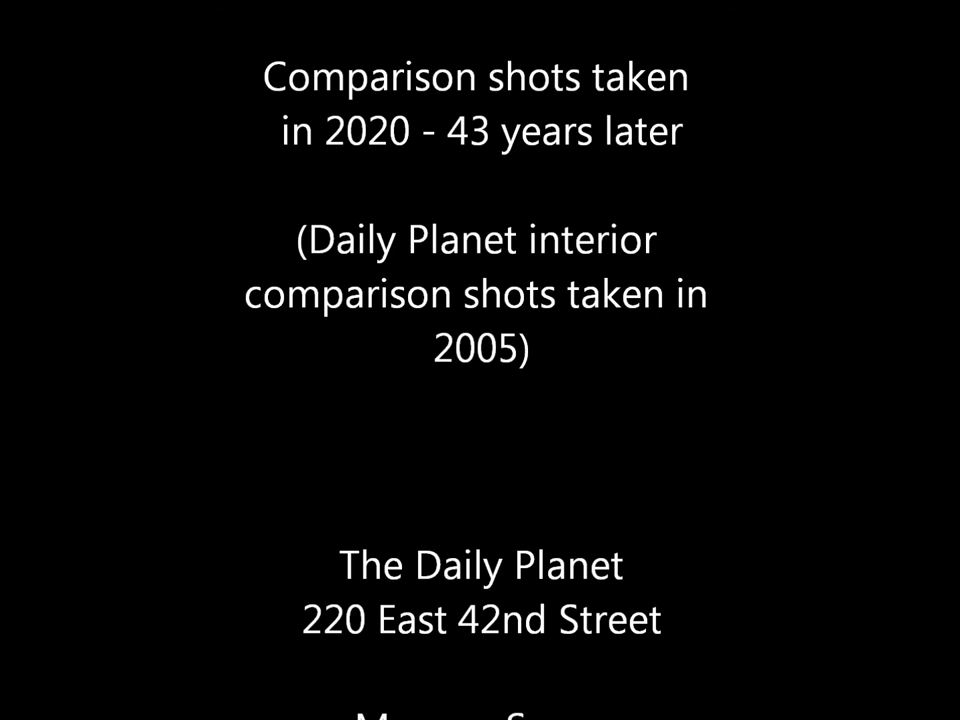 Comparison shots taken
in 2020 - 43 years later
(Daily Planet interior
comparison shots taken in
2005)
The Daily Planet
220 East 42nd Street